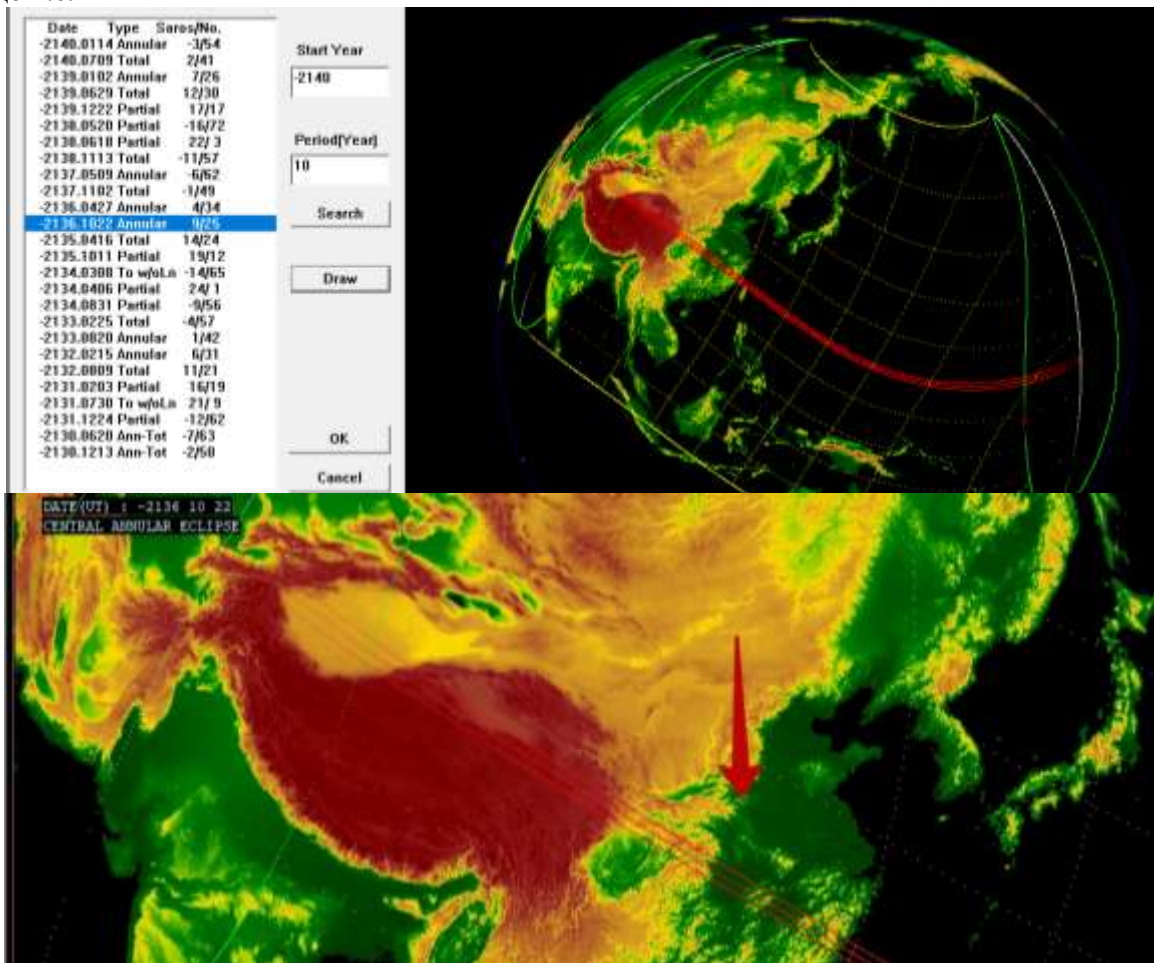 Date Type Saros/No.
-2140.0114 Annular -3/54
-2140.0709 Total 2/41
-2139.0102 Annular 7/26
-2139.0629 Total 12/30
-2139.1222 Partial 17/17
-2138.0520 Partial -16/72
-2138.0618 Partial 22/ 3
-2138.1113 Total -11/57
-2137.0509 Annular -6/62
-2137.1102 Total -1/49
-2136.0427 Annular 4/34
-2136.1022 Annular 9/25
-2135.0416 Total 14/24
-2135.1011 Partial 19/12
-2134.0308 To w/oLn -14/65
-2134.0406 Partial 24/ 1
-2134.0831 Partial -9/56
-2133.0225 Total -4/57
-2133.0820 Annular 1/42
-2132.0215 Annular 6/31
-2132.0809 Total 11/21
-2131.0203 Partial 16/19
-2131.0730 To w/oLn 21/ 9
-2131.1224 Partial -12/62
-2130.0620 Ann-Tot -7/63
-2130.1213 Ann-Tot -2/50
Start Year
-2140
Period(Year)
10
Search
Draw
OK
Cancel
DATE(UT) : -2136 10 22
CENTRAL ANNULAR ECLIPSE